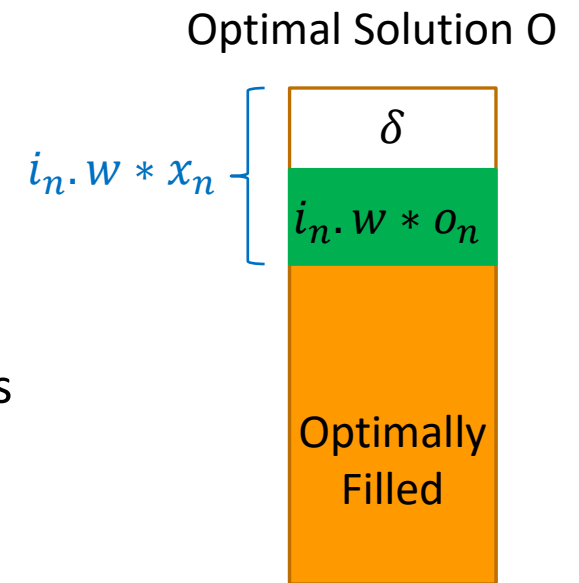 Optimal Solution O
δ
iₙ.w * xₙ
iₙ.w * oₙ
s
Optimally
Filled